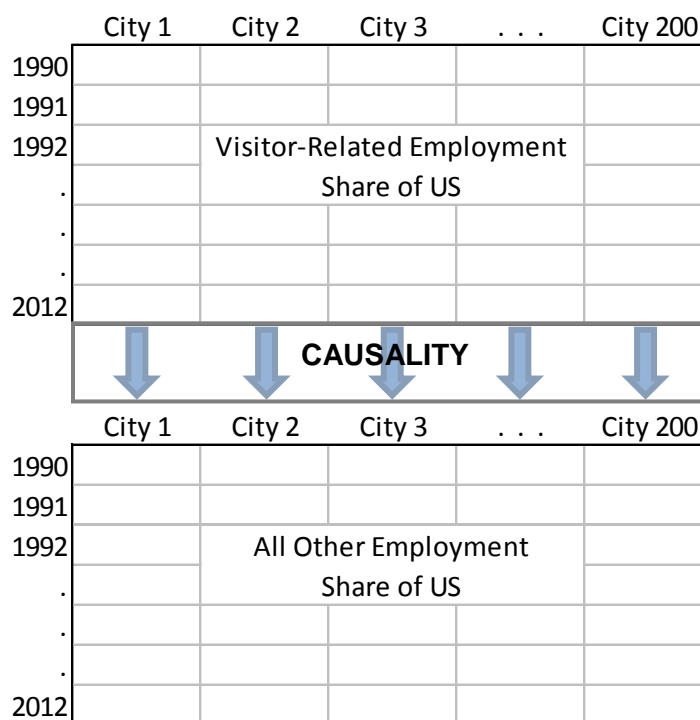 City 1 City 2 City 3 . . . City 200
1990
1991
1992 Visitor-Related Employment
. Share of US
.
.
2012
CAUSALITY
City 1 City 2 City 3 . . . City 200
1990
1991
1992 All Other Employment
. Share of US
.
.
2012